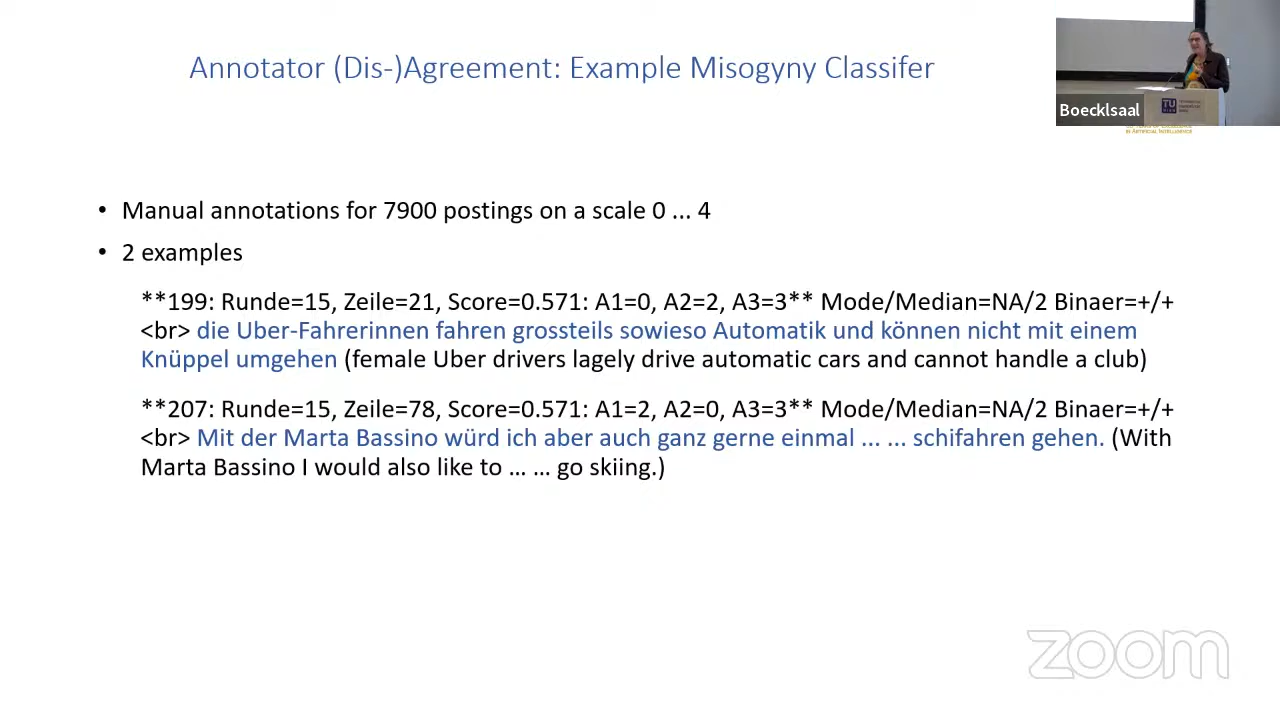 Annotator (Dis-)Agreement: Example Misogyny Classifer
Boecklsaal
TU
in Artificial Intelligence
• Manual annotations for 7900 postings on a scale 0 ... 4
• 2 examples
**199: Runde=15, Zeile=21, Score=0.571: A1=0, A2=2, A3=3** Mode/Median=NA/2 Binaer=+/+
<br> die Uber-Fahrerinnen fahren grossteils sowieso Automatik und können nicht mit einem
Knüppel umgehen (female Uber drivers lagely drive automatic cars and cannot handle a club)
**207: Runde=15, Zeile=78, Score=0.571: A1=2, A2=0, A3=3** Mode/Median=NA/2 Binaer=+/+
<br> Mit der Marta Bassino würd ich aber auch ganz gerne einmal ... ... schifahren gehen. (With
Marta Bassino I would also like to … … go skiing.)
zoom